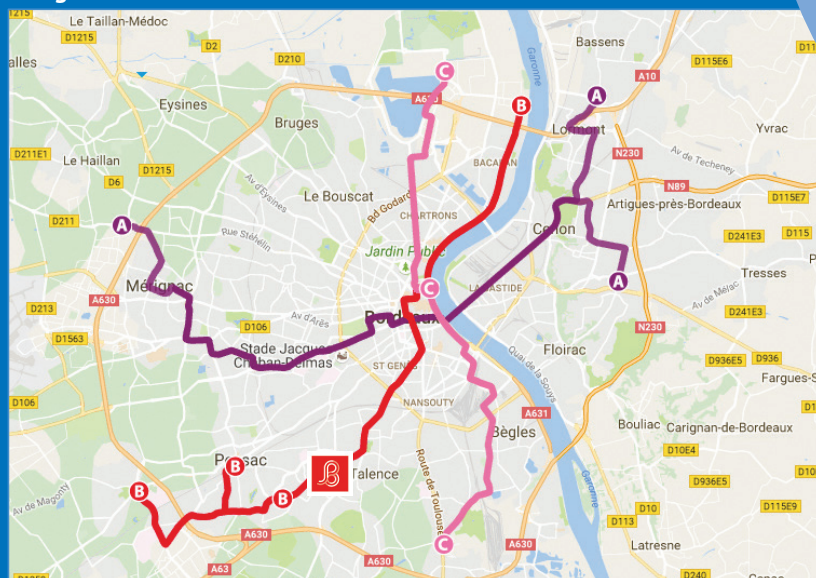 D1215
Le Taillan-Médoc
D1215
D2
D210
Bassens
D115E6
alles
A10
Garonne
Eysines
Bruges
Lormont
Yvrac
D211E1
Le Haillan
D1215
D6
BACALAN
N230
Av de Techeney
N89
D115E7
Av d'Eysines
Le Bouscat
Bd Godard
CHARTRONS
Artigues-près-Bordeaux
D211
A
B
C
A
Rue Stéhélin
Cenon
D241E3
D115
Jardin Public
Tresses
Mérignac
A630
C
LA BASTIDE
A
Av de Mélac
D213
D106
Av d'Arès
Bordeaux
D241E3
D1563
N230
Stade Jacques
Chaban-Delmas
Floirac
D936E5
D936
ST GENÈS
Quai de la Souys
Fargues-S
D106
NANSOUTY
A631
Bègles
Bouliac
Carignan-de-Bordeaux
D10E4
Pessac
B
Talence
Route de Toulouse
D936E5
Av de Magonty
B
B
Garonne
D10
D115E9
D113
A630
C
A630
A630
Latresne
A63
D240